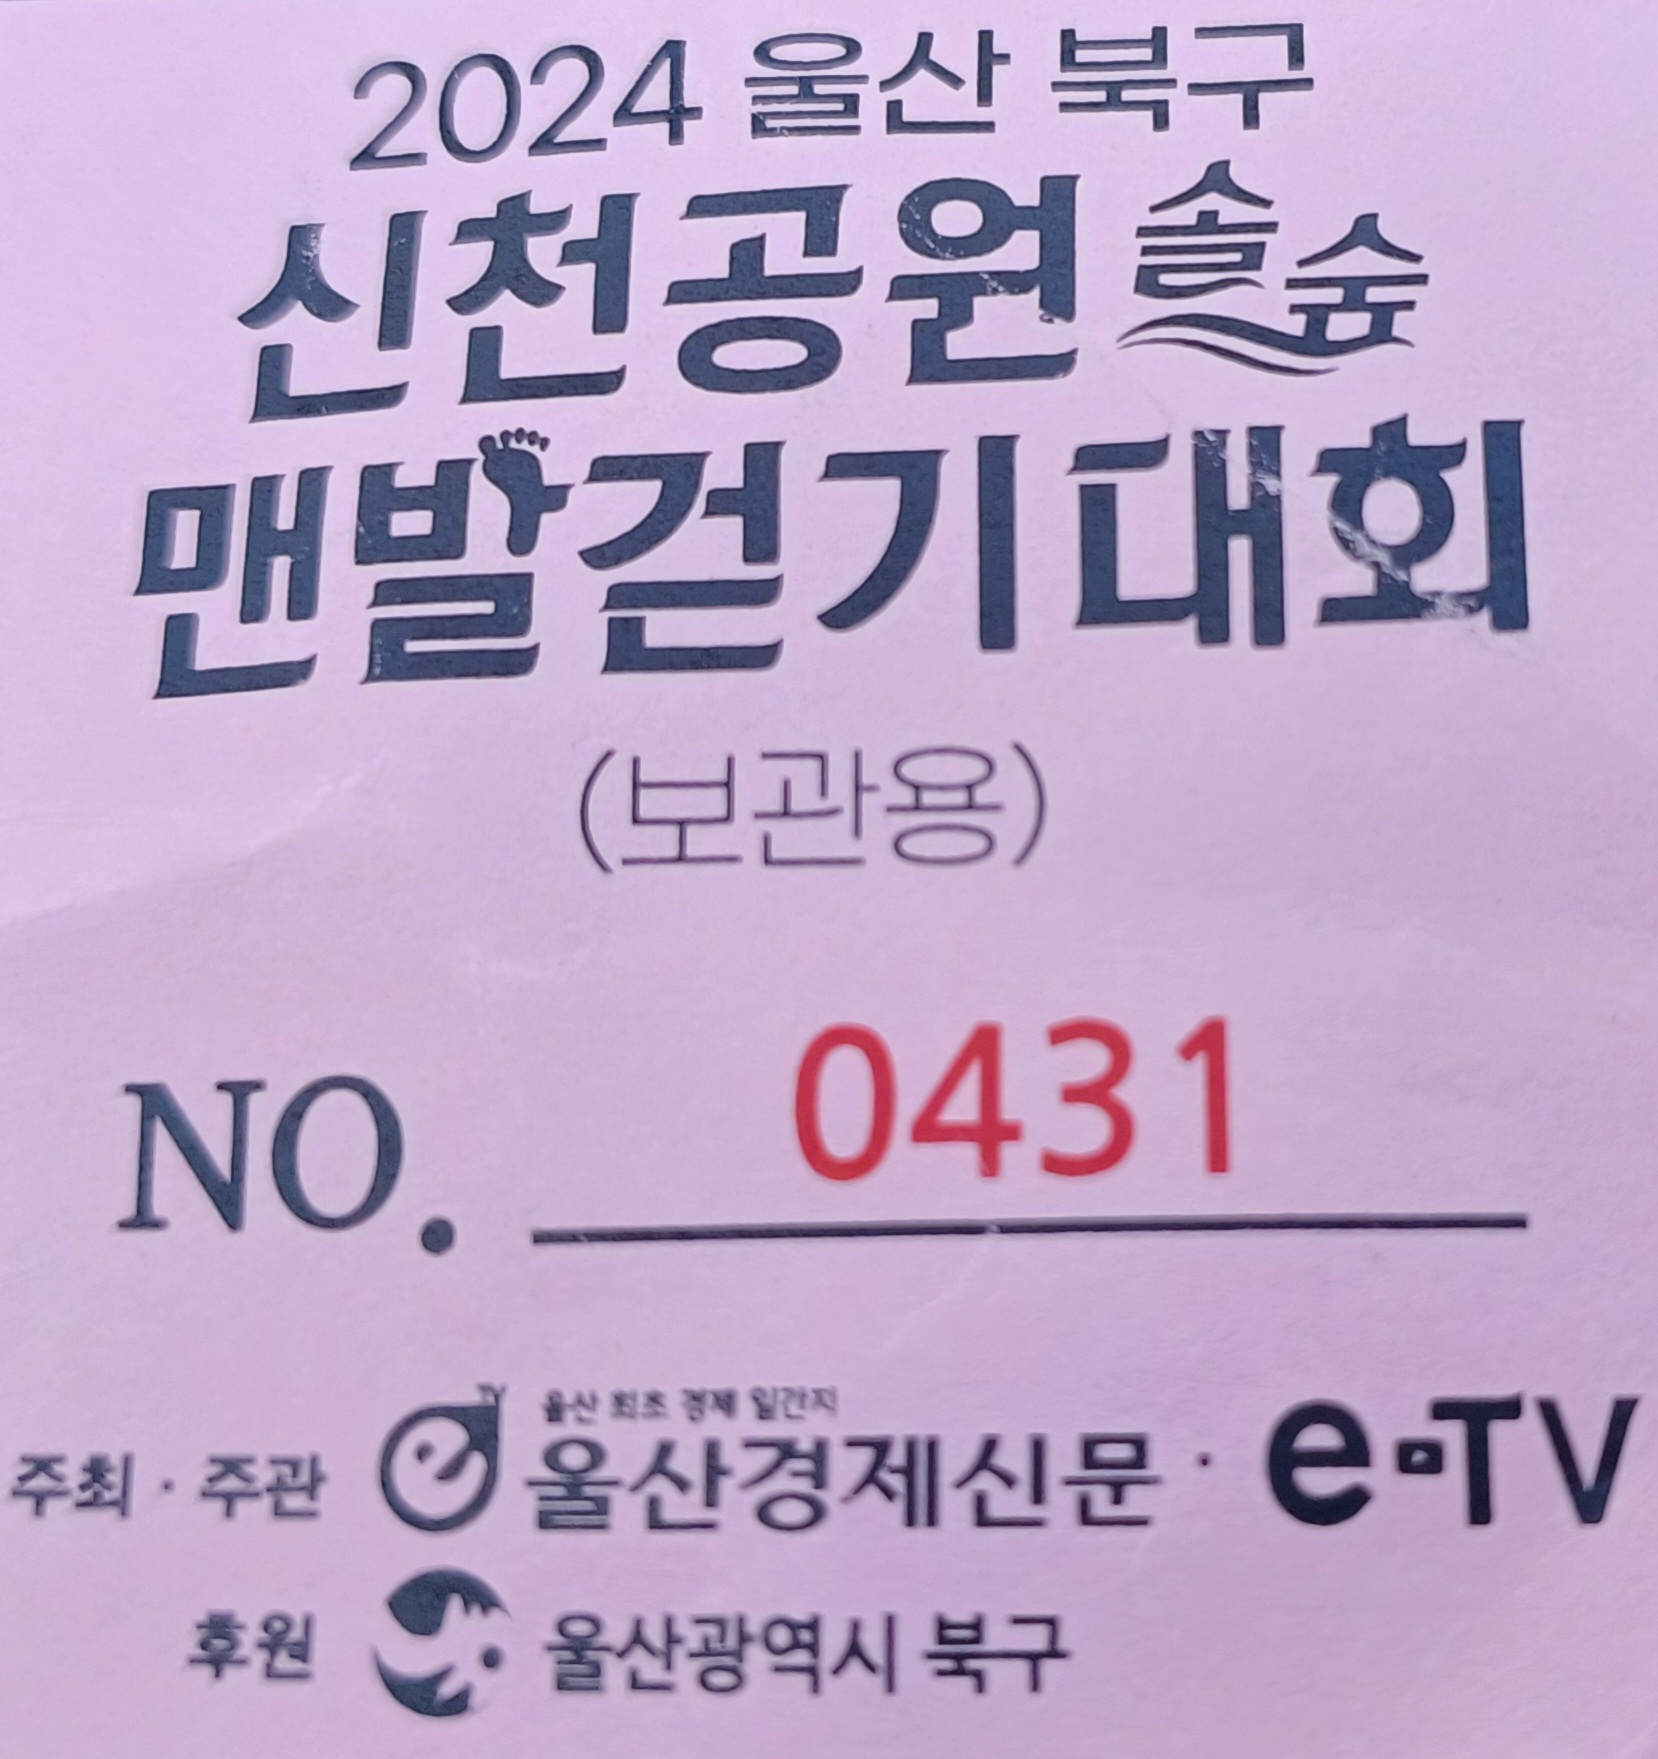 2024 울산 북구
신천공원 솔숲
맨발걷기대회
(보관용)
NO. 0431
울산 최초 경제 일간지
주최 · 주관 울산경제신문 · e-TV
후원 울산광역시 북구